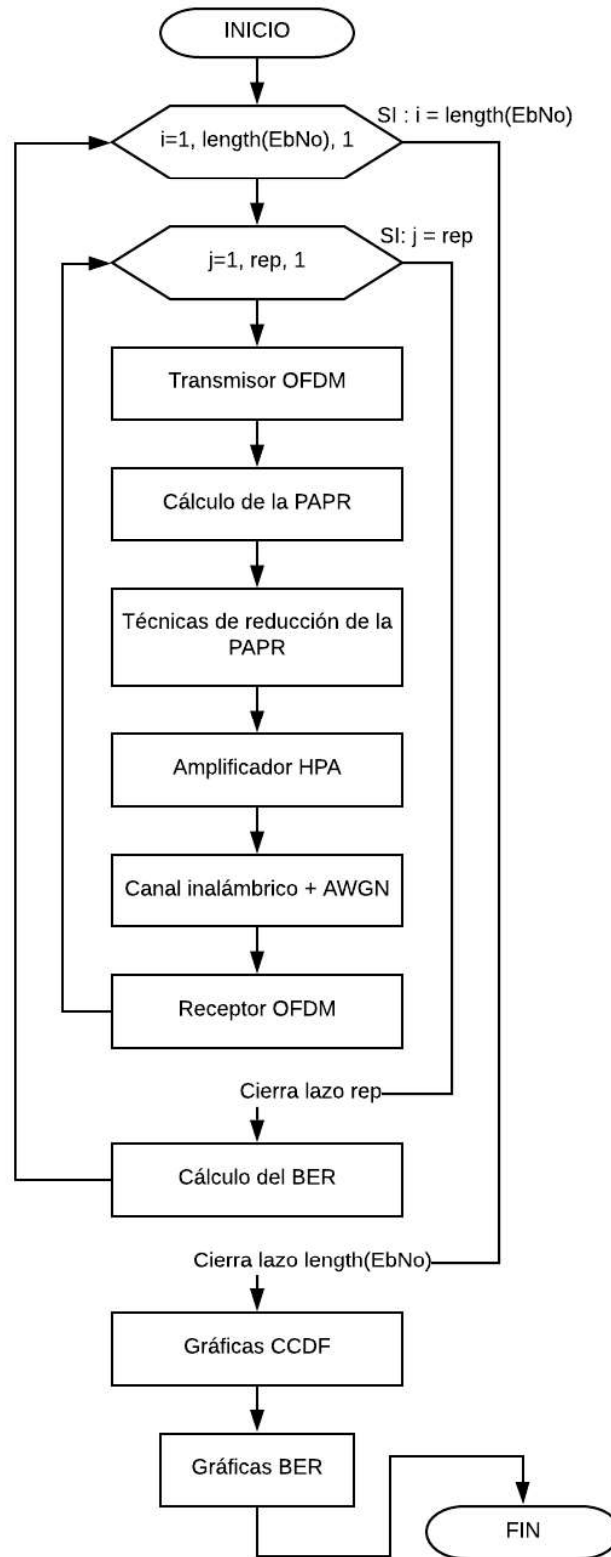 INICIO
SI : i = length(EbNo)
i=1, length(EbNo), 1
SI: j = rep
j=1, rep, 1
Transmisor OFDM
Cálculo de la PAPR
Técnicas de reducción de la
PAPR
Amplificador HPA
Canal inalámbrico + AWGN
Receptor OFDM
Cierra lazo rep
Cálculo del BER
Cierra lazo length(EbNo)
Gráficas CCDF
Gráficas BER
FIN